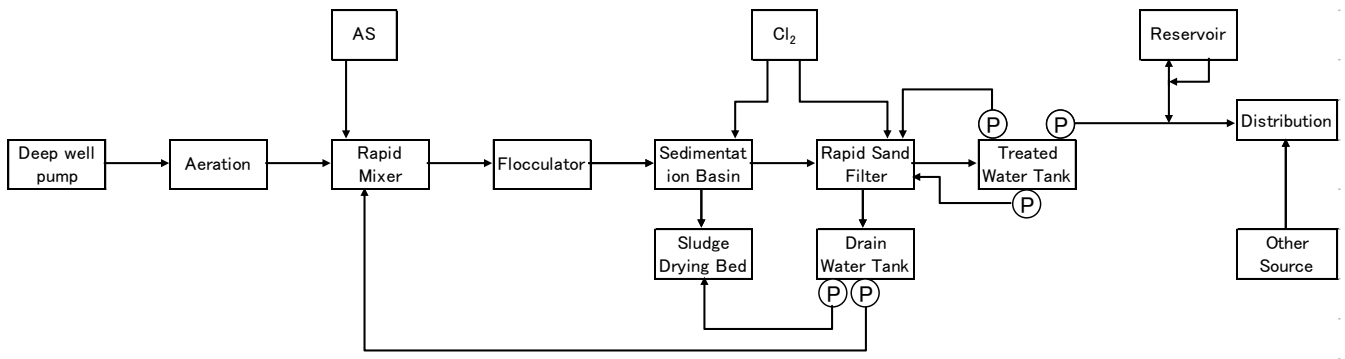 AS
Cl₂
Reservoir
P
P
Distribution
Deep well
pump
Aeration
Rapid
Mixer
Flocculator
Sedimentat
ion Basin
Rapid Sand
Filter
Treated
Water Tank
P
Sludge
Drying Bed
Drain
Water Tank
Other
Source
P
P